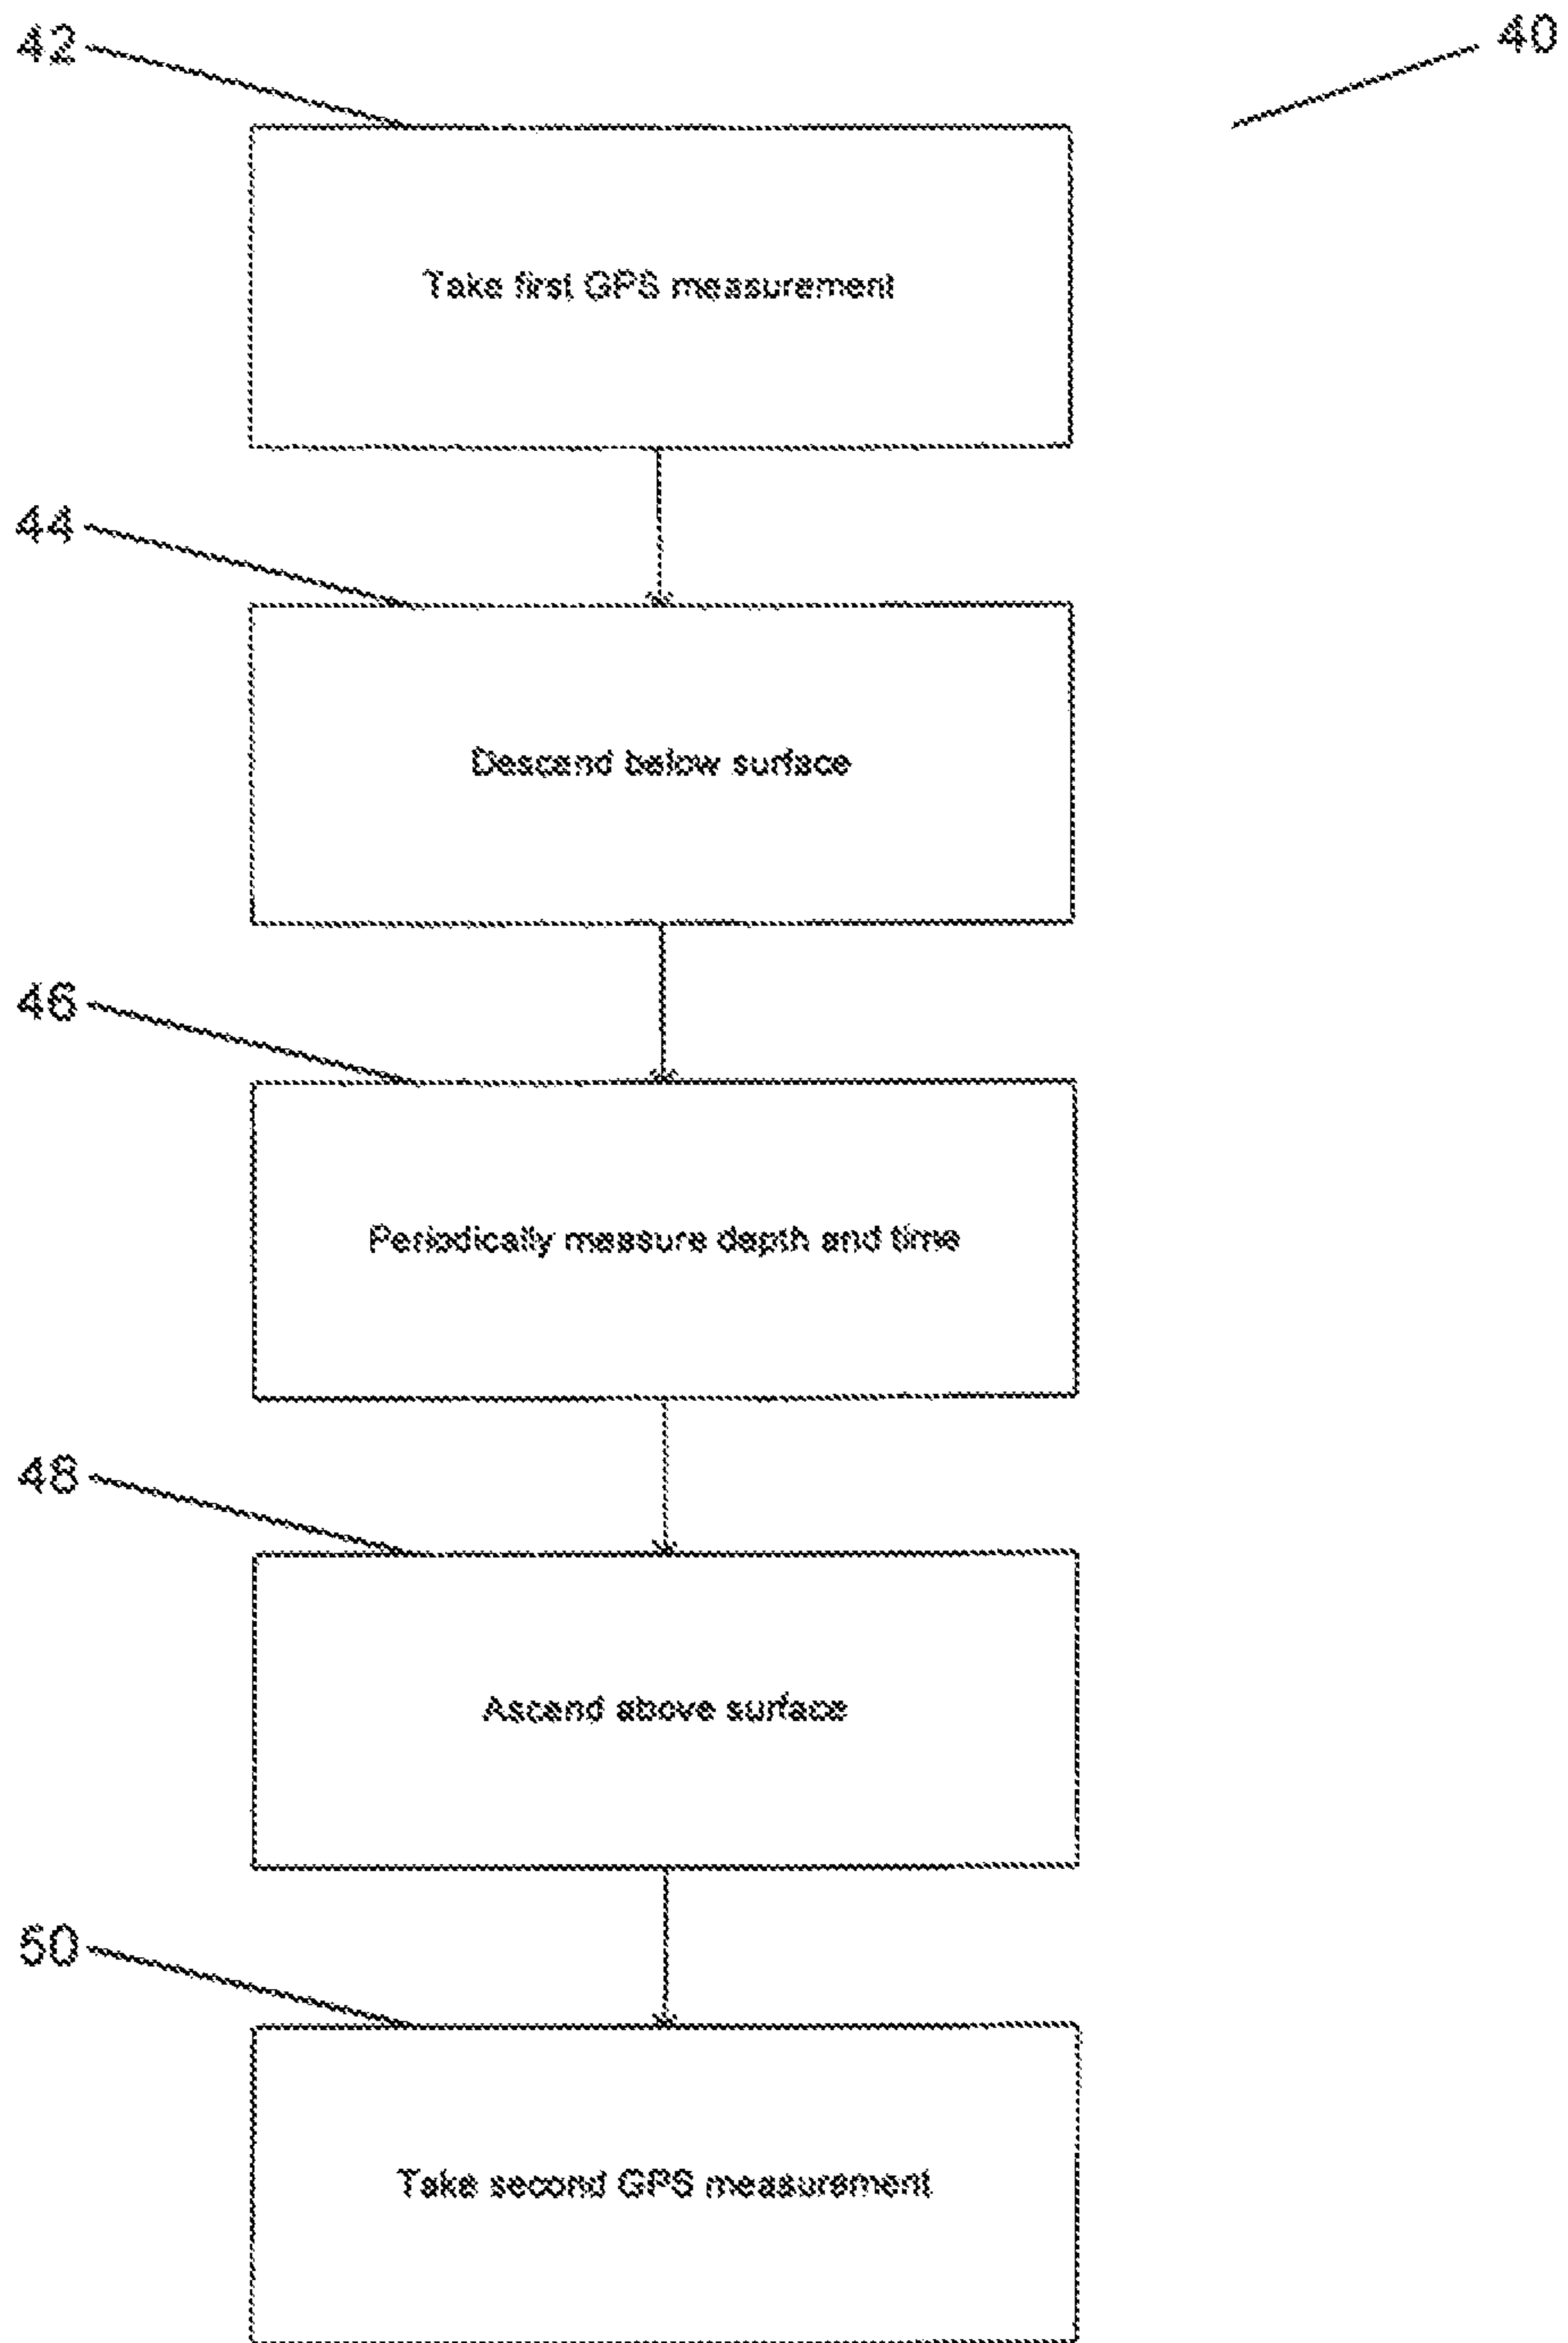 42
40
Take first GPS measurement
44
Descend below surface
46
Periodically measure depth and time
48
Ascend above surface
50
Take second GPS measurement